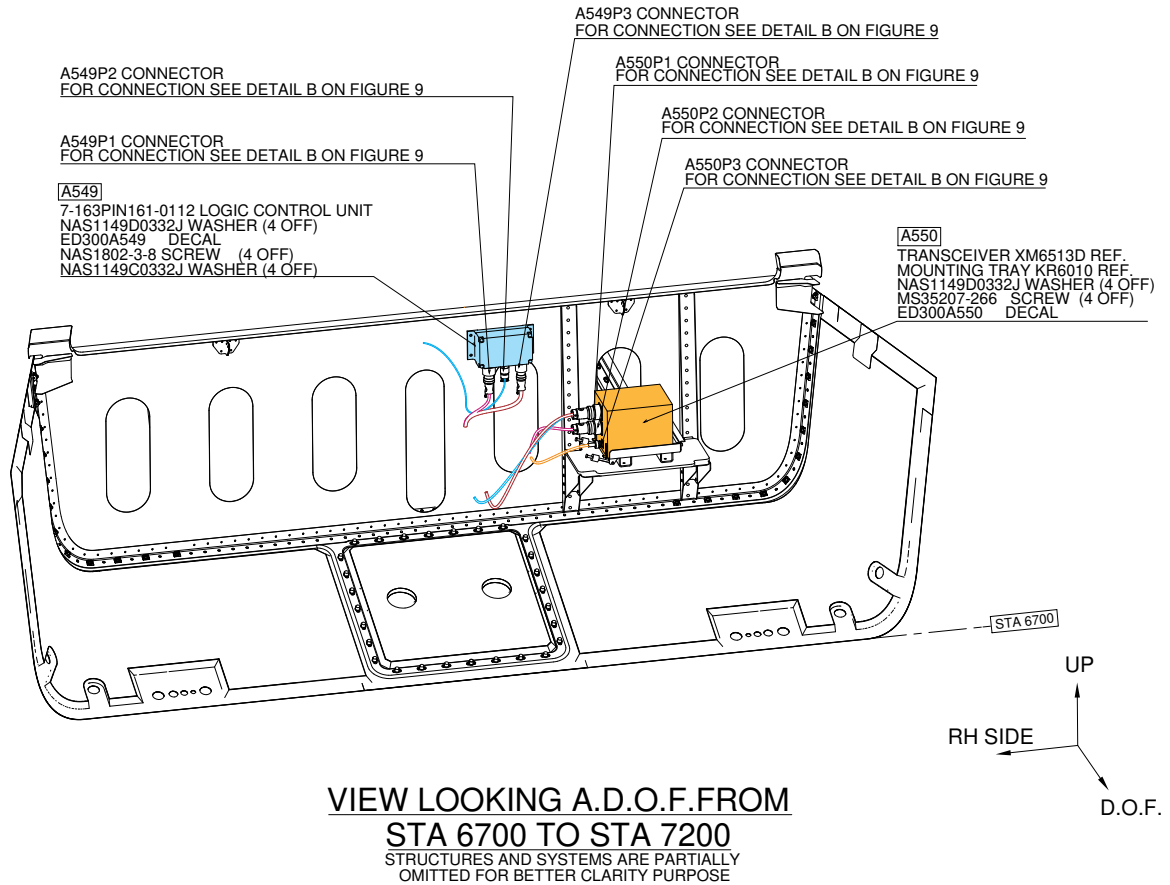 A549P3 CONNECTOR
FOR CONNECTION SEE DETAIL B ON FIGURE 9
A549P2 CONNECTOR
FOR CONNECTION SEE DETAIL B ON FIGURE 9
A550P1 CONNECTOR
FOR CONNECTION SEE DETAIL B ON FIGURE 9
A550P2 CONNECTOR
FOR CONNECTION SEE DETAIL B ON FIGURE 9
A549P1 CONNECTOR
FOR CONNECTION SEE DETAIL B ON FIGURE 9
A550P3 CONNECTOR
FOR CONNECTION SEE DETAIL B ON FIGURE 9
A549
7-163PIN161-0112 LOGIC CONTROL UNIT
NAS1149D0332J WASHER (4 OFF)
ED300A549 DECAL
NAS1802-3-8 SCREW (4 OFF)
NAS1149C0332J WASHER (4 OFF)
A550
TRANSCEIVER XM6513D REF.
MOUNTING TRAY KR6010 REF.
NAS1149D0332J WASHER (4 OFF)
MS35207-266 SCREW (4 OFF)
ED300A550 DECAL
STA 6700
UP
RH SIDE
D.O.F.
VIEW LOOKING A.D.O.F.FROM
STA 6700 TO STA 7200
STRUCTURES AND SYSTEMS ARE PARTIALLY
OMITTED FOR BETTER CLARITY PURPOSE